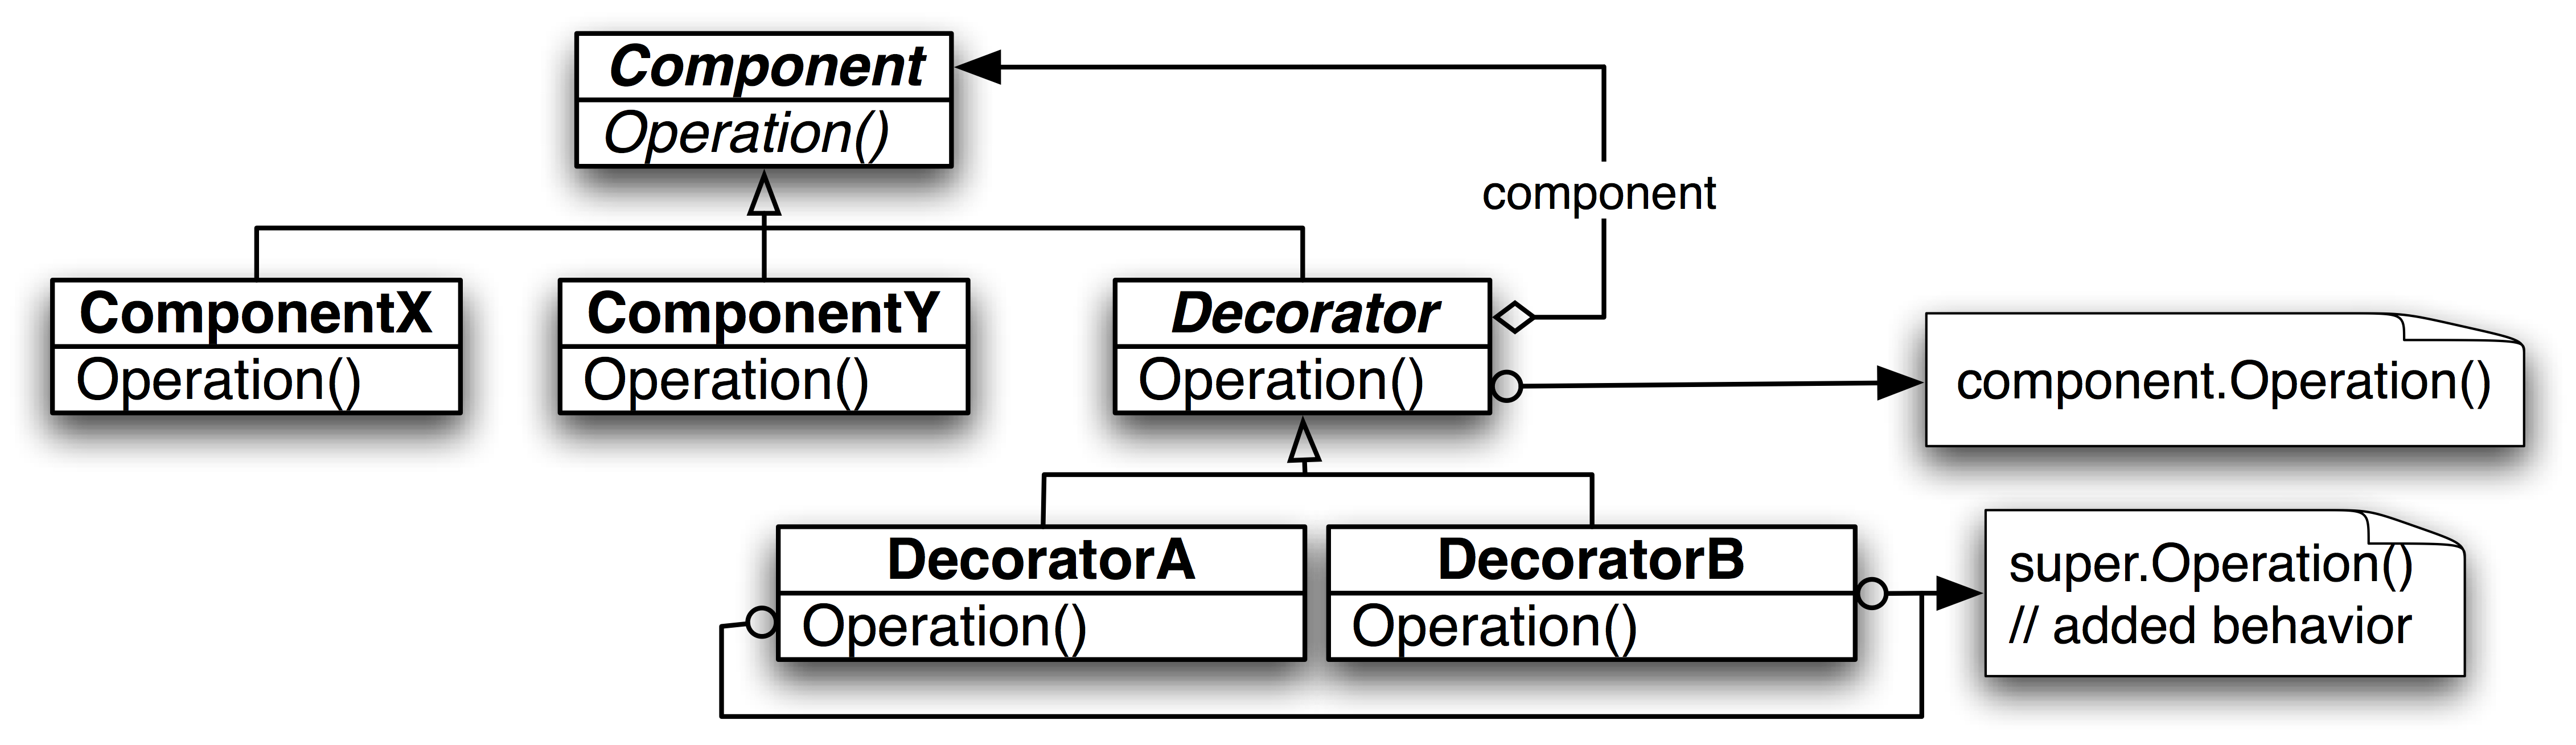 Component
Operation()
component
ComponentX
Operation()
ComponentY
Operation()
Decorator
Operation()
component.Operation()
DecoratorA
Operation()
DecoratorB
Operation()
super.Operation()
// added behavior